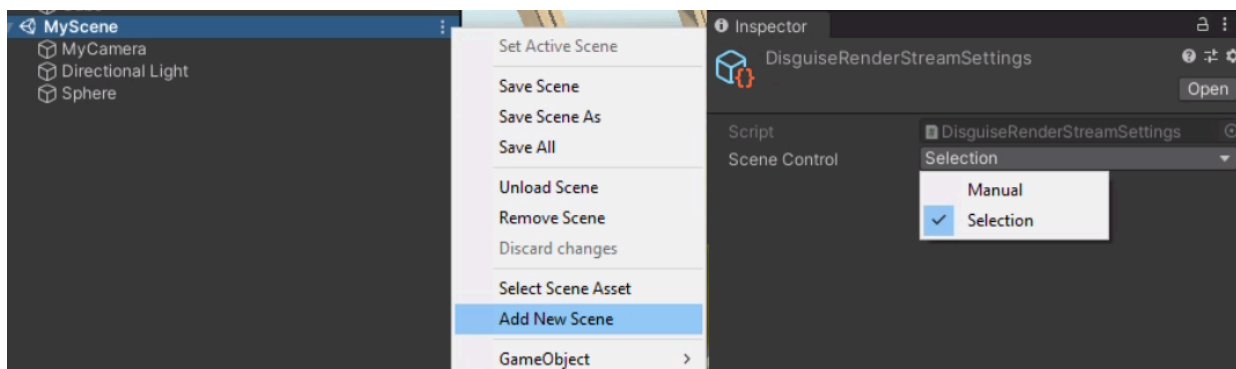 MyScene
MyCamera
Directional Light
Sphere
Set Active Scene
Save Scene
Save Scene As
Save All
Unload Scene
Remove Scene
Discard changes
Select Scene Asset
Add New Scene
GameObject
Inspector
DisguiseRenderStreamSettings
Open
Script DisguiseRenderStreamSettings
Scene Control Selection
Manual
Selection